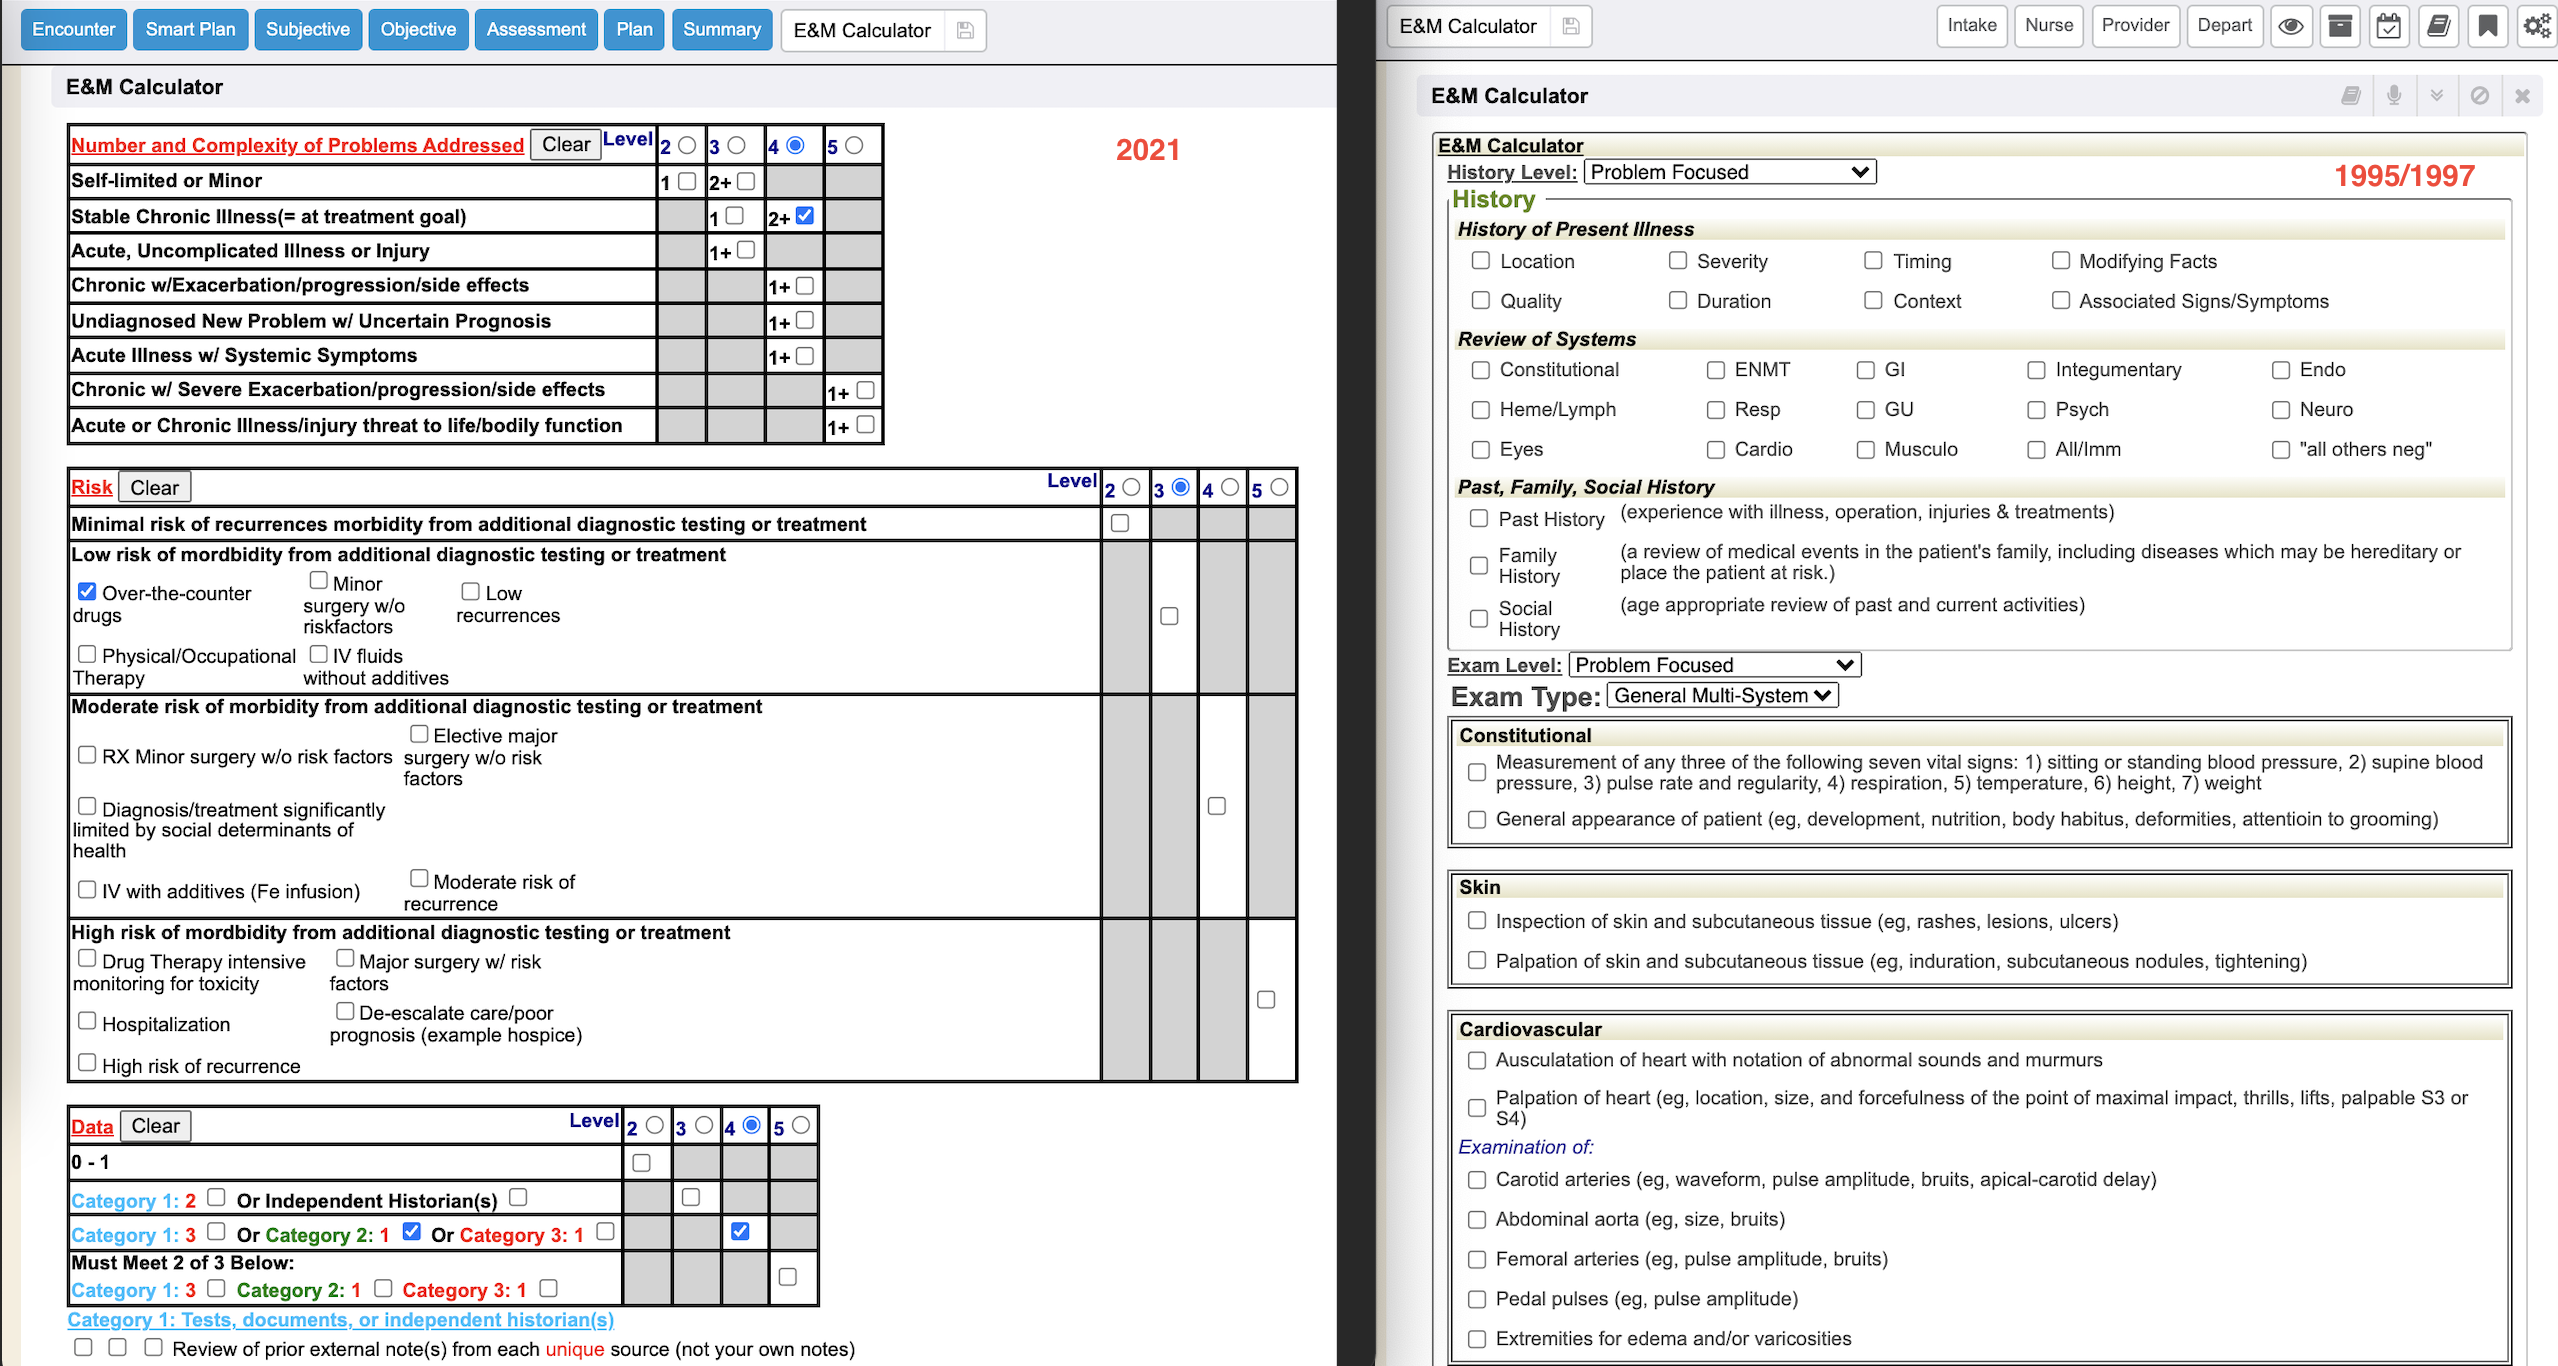 Encounter Smart Plan Subjective Objective Assessment Plan Summary E&M Calculator
E&M Calculator
2021
Number and Complexity of Problems Addressed Clear Level 2 3 4 5
Self-limited or Minor 1 2+
Stable Chronic Illness(= at treatment goal) 1 2+
Acute, Uncomplicated Illness or Injury 1+
Chronic w/Exacerbation/progression/side effects 1+
Undiagnosed New Problem w/ Uncertain Prognosis 1+
Acute Illness w/ Systemic Symptoms 1+
Chronic w/ Severe Exacerbation/progression/side effects 1+
Acute or Chronic Illness/injury threat to life/bodily function 1+
Risk Clear Level 2 3 4 5
Minimal risk of recurrences morbidity from additional diagnostic testing or treatment
Low risk of mordbidity from additional diagnostic testing or treatment
Over-the-counter drugs
Minor surgery w/o riskfactors
Low recurrences
Physical/Occupational Therapy
IV fluids without additives
Moderate risk of morbidity from additional diagnostic testing or treatment
RX Minor surgery w/o risk factors
Elective major surgery w/o risk factors
Diagnosis/treatment significantly limited by social determinants of health
IV with additives (Fe infusion)
Moderate risk of recurrence
High risk of mordbidity from additional diagnostic testing or treatment
Drug Therapy intensive monitoring for toxicity
Major surgery w/ risk factors
Hospitalization
De-escalate care/poor prognosis (example hospice)
High risk of recurrence
Data Clear Level 2 3 4 5
0 - 1
Category 1: 2 Or Independent Historian(s)
Category 1: 3 Or Category 2: 1 Or Category 3: 1
Must Meet 2 of 3 Below:
Category 1: 3 Category 2: 1 Category 3: 1
Category 1: Tests, documents, or independent historian(s)
Review of prior external note(s) from each unique source (not your own notes)
E&M Calculator Intake Nurse Provider Depart
E&M Calculator
E&M Calculator
History Level: Problem Focused
1995/1997
History
History of Present Illness
Location Severity Timing Modifying Facts
Quality Duration Context Associated Signs/Symptoms
Review of Systems
Constitutional ENMT GI Integumentary Endo
Heme/Lymph Resp GU Psych Neuro
Eyes Cardio Musculo All/Imm "all others neg"
Past, Family, Social History
Past History (experience with illness, operation, injuries & treatments)
Family History (a review of medical events in the patient's family, including diseases which may be hereditary or
place the patient at risk.)
Social History (age appropriate review of past and current activities)
Exam Level: Problem Focused
Exam Type: General Multi-System
Constitutional
Measurement of any three of the following seven vital signs: 1) sitting or standing blood pressure, 2) supine blood
pressure, 3) pulse rate and regularity, 4) respiration, 5) temperature, 6) height, 7) weight
General appearance of patient (eg, development, nutrition, body habitus, deformities, attentioin to grooming)
Skin
Inspection of skin and subcutaneous tissue (eg, rashes, lesions, ulcers)
Palpation of skin and subcutaneous tissue (eg, induration, subcutaneous nodules, tightening)
Cardiovascular
Ausculatation of heart with notation of abnormal sounds and murmurs
Palpation of heart (eg, location, size, and forcefulness of the point of maximal impact, thrills, lifts, palpable S3 or
S4)
Examination of:
Carotid arteries (eg, waveform, pulse amplitude, bruits, apical-carotid delay)
Abdominal aorta (eg, size, bruits)
Femoral arteries (eg, pulse amplitude, bruits)
Pedal pulses (eg, pulse amplitude)
Extremities for edema and/or varicosities